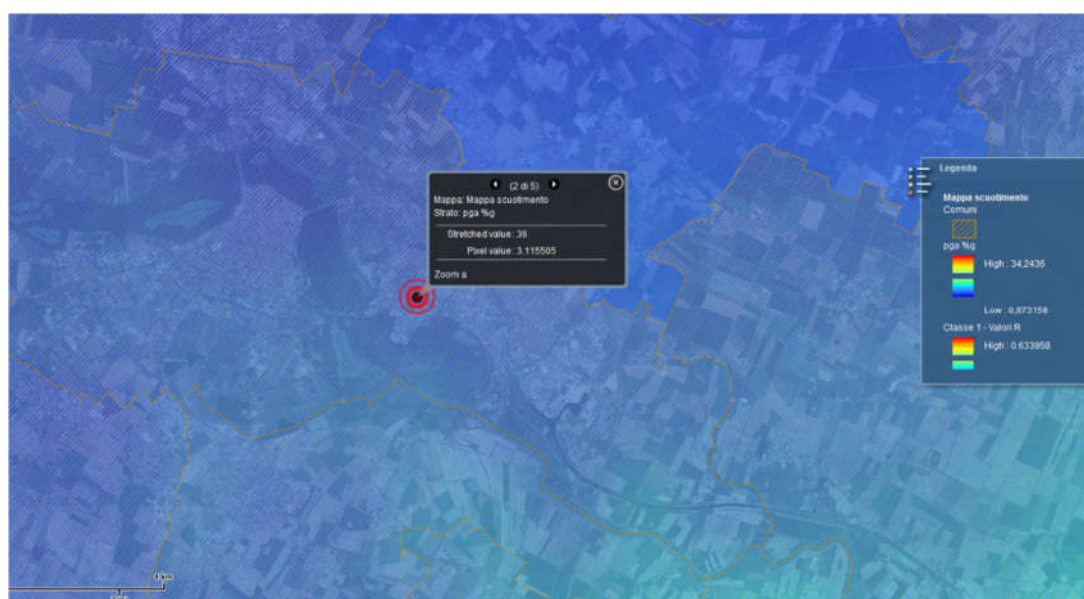 (2 di 5)
Mappa: Mappa scuotimento
Strato: pga %g
Stretched value: 36
Pixel value: 3.115505
Zoom a
Legenda
Mappa scuotimento
Comuni
pga %g
High : 34,2436
Low : 0,873158
Classe 1 - Valori R
High : 0.633958